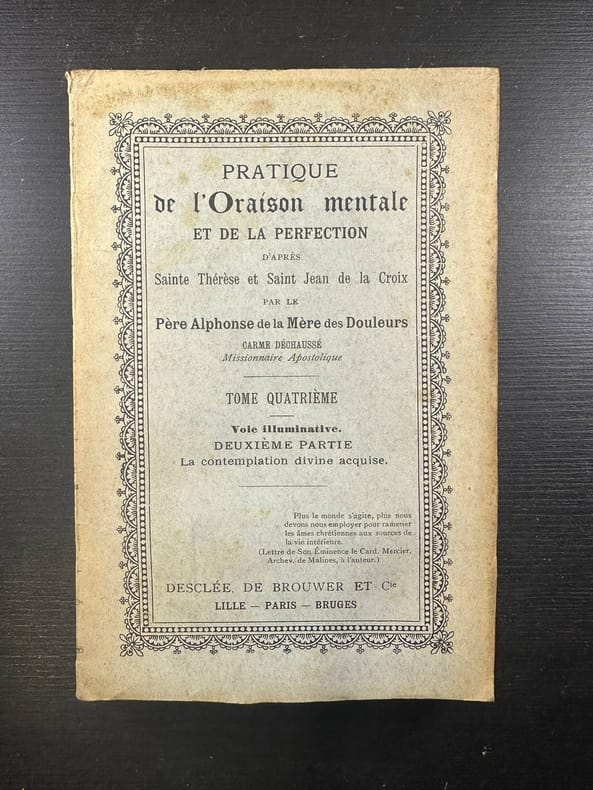 PRATIQUE
de l'Oraison mentale
ET DE LA PERFECTION
D'APRÈS
Sainte Thérèse et Saint Jean de la Croix
PAR LE
Père Alphonse de la Mère des Douleurs
CARME DÉCHAUSSÉ
Missionnaire Apostolique
TOME QUATRIÈME
Voie illuminative.
DEUXIÈME PARTIE
La contemplation divine acquise.
Plus le monde s'agite, plus nous
devons nous employer pour ramener
les âmes chrétiennes aux sources de
la vie intérieure.
(Lettre de Son Éminence le Card. Mercier,
Archev. de Malines, à l'auteur.)
DESCLÉE, DE BROUWER ET Cie
LILLE — PARIS — BRUGES